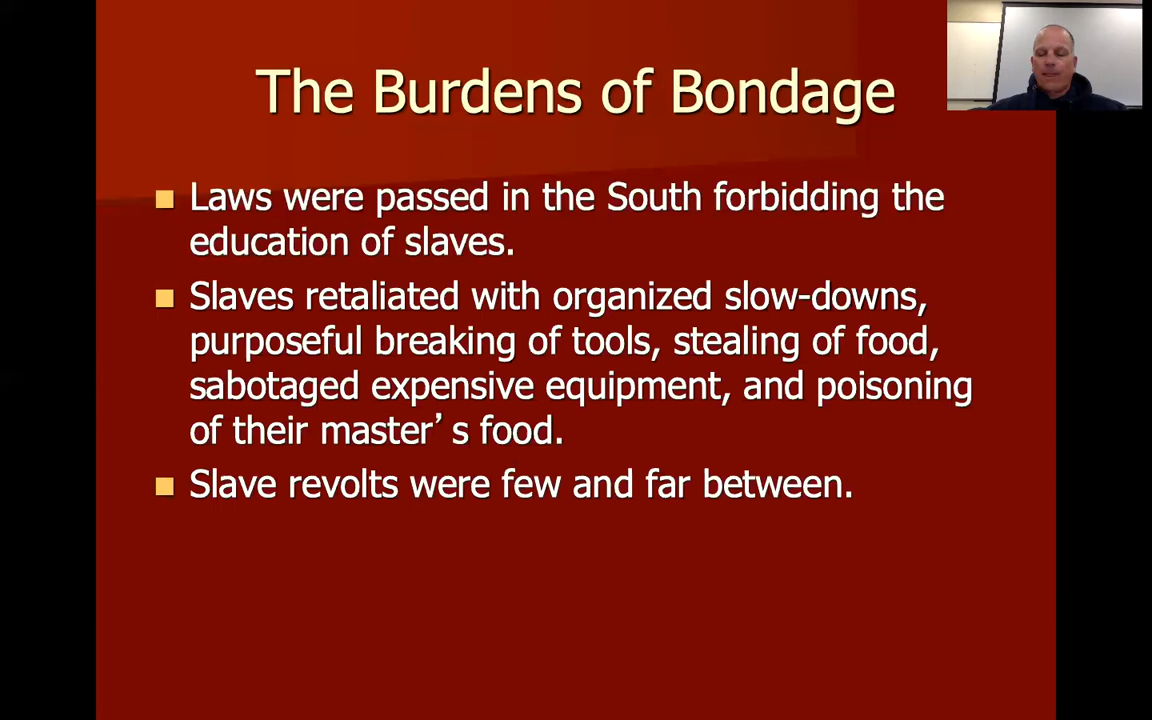 The Burdens of Bondage
Laws were passed in the South forbidding the
education of slaves.
Slaves retaliated with organized slow-downs,
purposeful breaking of tools, stealing of food,
sabotaged expensive equipment, and poisoning
of their master’ s food.
Slave revolts were few and far between.